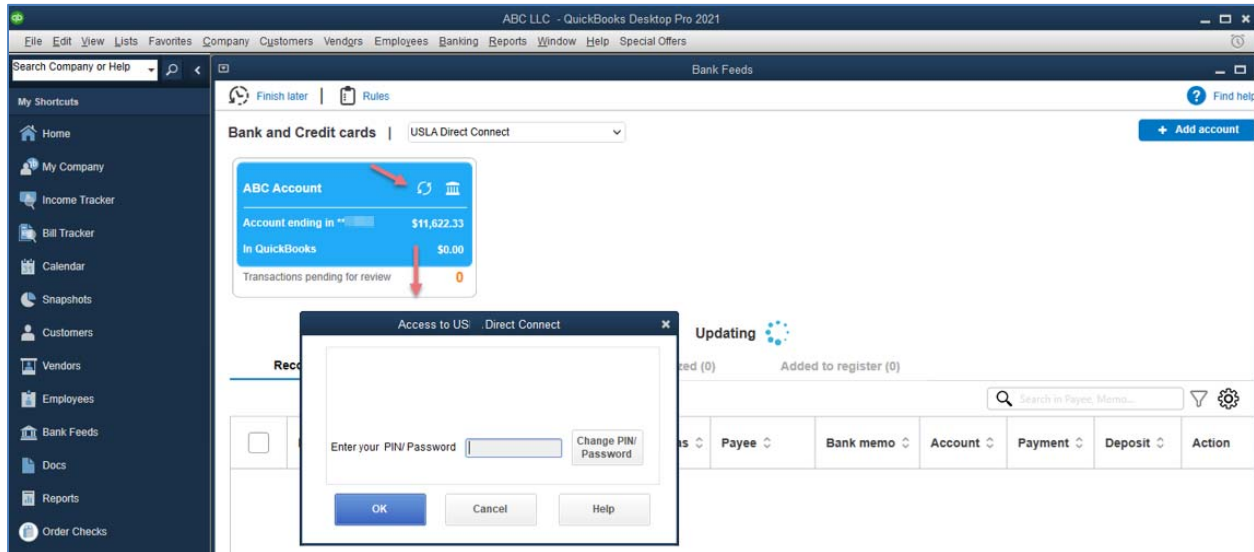 qb
ABC LLC - QuickBooks Desktop Pro 2021
File Edit View Lists Favorites Company Customers Vendors Employees Banking Reports Window Help Special Offers
Search Company or Help
Bank Feeds
My Shortcuts
Home
My Company
Income Tracker
Bill Tracker
Calendar
Snapshots
Customers
Vendors
Employees
Bank Feeds
Docs
Reports
Order Checks
Finish later | Rules
? Find help
Bank and Credit cards | USLA Direct Connect
+ Add account
ABC Account
Account ending in ** $11,622.33
In QuickBooks $0.00
Transactions pending for review 0
Updating
Added to register (0)
Search in Payee, Memo...
Payee Bank memo Account Payment Deposit Action
Access to US .Direct Connect
Enter your PIN/ Password
Change PIN/
Password
OK Cancel Help